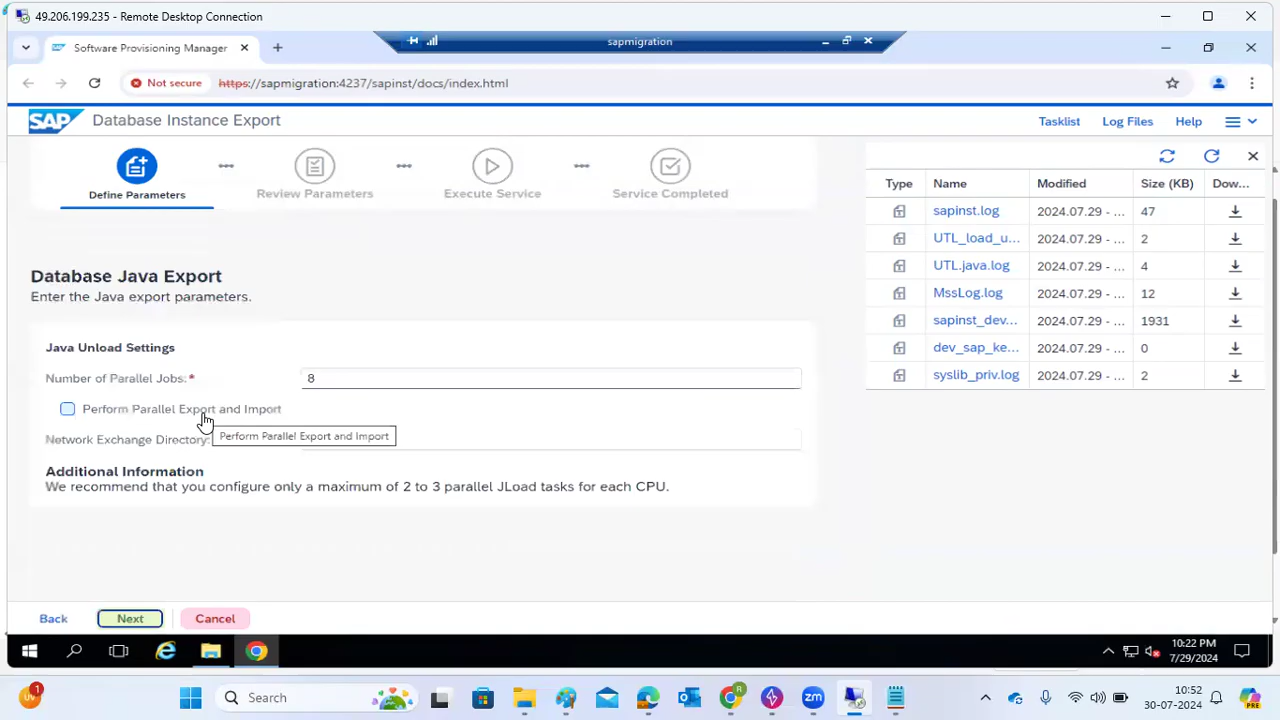 49.206.199.235 - Remote Desktop Connection
Software Provisioning Manager
sapmigration
Not secure
https://sapmigration:4237/sapinst/docs/index.html
SAP
Database Instance Export
Tasklist
Log Files
Help
Define Parameters
Review Parameters
Execute Service
Service Completed
Type Name Modified Size (KB) Dow...
sapinst.log 2024.07.29 - ... 47
UTL_load_u... 2024.07.29 - ... 2
UTL.java.log 2024.07.29 - ... 4
MssLog.log 2024.07.29 - ... 12
sapinst_dev... 2024.07.29 - ... 1931
dev_sap_ke... 2024.07.29 - ... 0
syslib_priv.log 2024.07.29 - ... 2
Database Java Export
Enter the Java export parameters.
Java Unload Settings
Number of Parallel Jobs:* 8
Perform Parallel Export and Import
Perform Parallel Export and Import
Network Exchange Directory:
Additional Information
We recommend that you configure only a maximum of 2 to 3 parallel JLoad tasks for each CPU.
Back
Next
Cancel
10:22 PM
7/29/2024
1
Search
R
10:52
30-07-2024
PRE